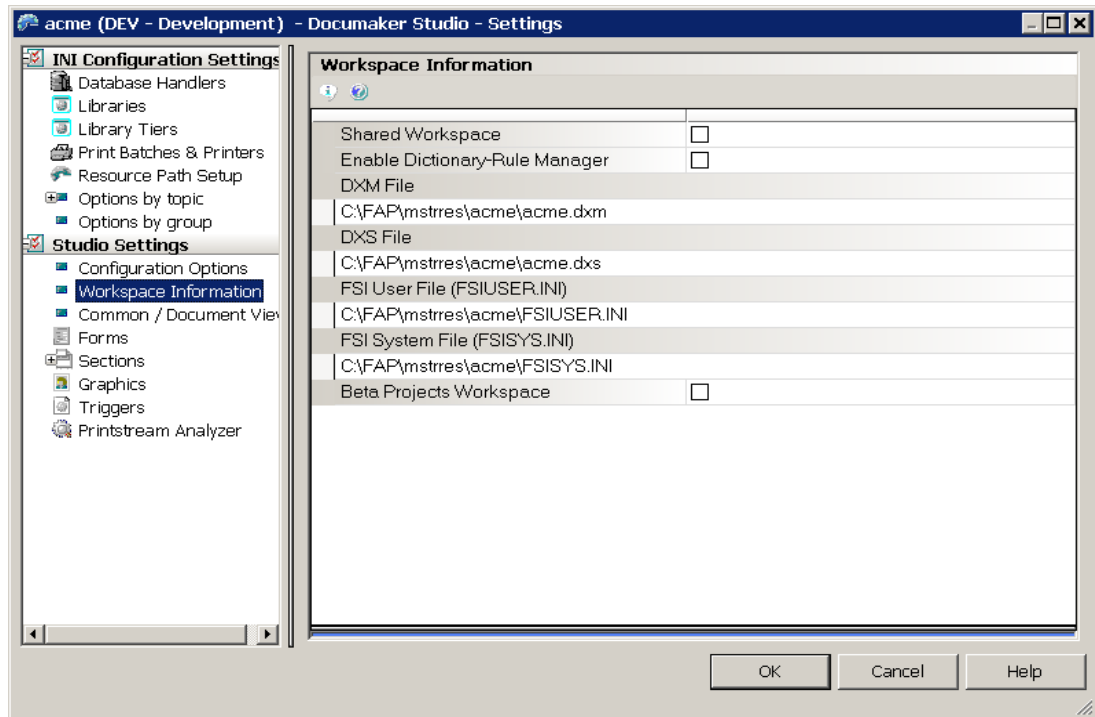 acme (DEV - Development) - Documaker Studio - Settings
INI Configuration Settings
Database Handlers
Libraries
Library Tiers
Print Batches & Printers
Resource Path Setup
Options by topic
Options by group
Studio Settings
Configuration Options
Workspace Information
Common / Document Vie
Forms
Sections
Graphics
Triggers
Printstream Analyzer
Workspace Information
Shared Workspace
Enable Dictionary-Rule Manager
DXM File
C:\FAP\mstrres\acme\acme.dxm
DXS File
C:\FAP\mstrres\acme\acme.dxs
FSI User File (FSIUSER.INI)
C:\FAP\mstrres\acme\FSIUSER.INI
FSI System File (FSISYS.INI)
C:\FAP\mstrres\acme\FSISYS.INI
Beta Projects Workspace
OK Cancel Help